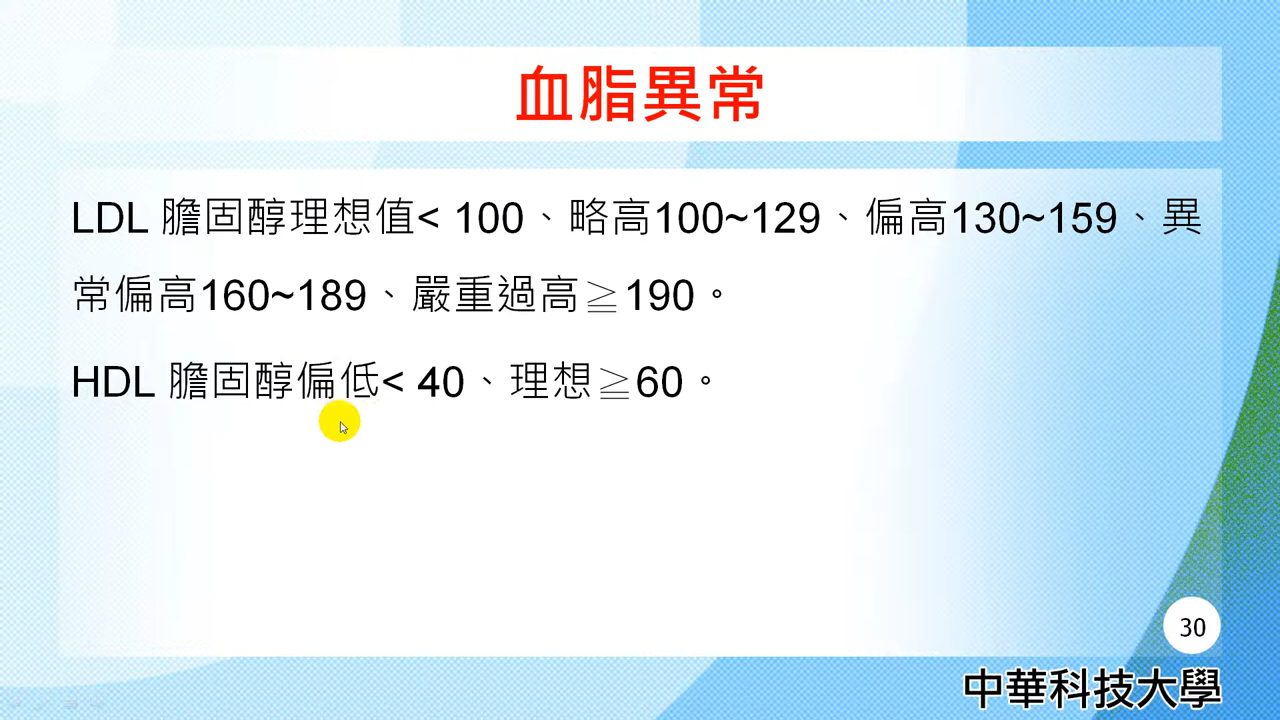 血脂異常
LDL 膽固醇理想值< 100、略高100~129、偏高130~159、異
常偏高160~189、嚴重過高≧190。
HDL 膽固醇偏低< 40、理想≧60。
30
中華科技大學